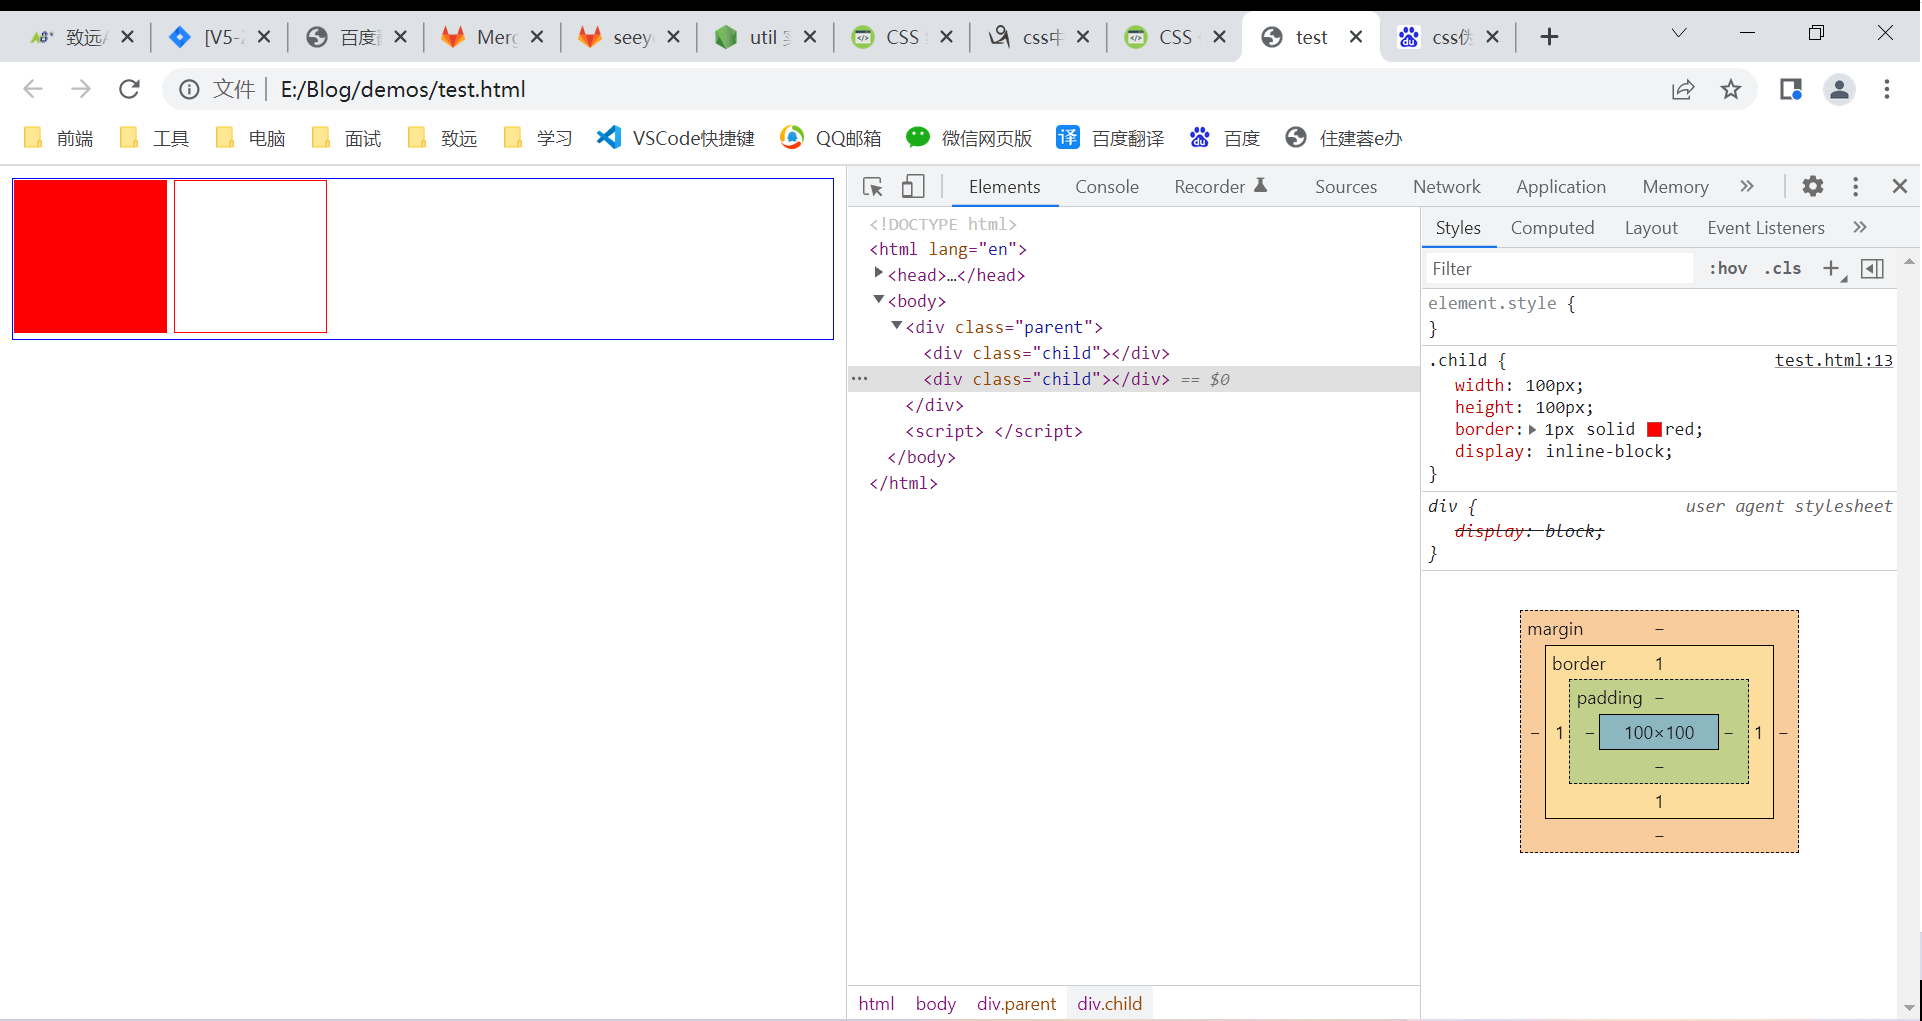 致远 [V5- 百度 Merg seey util CSS css中 CSS test css伪
文件 E:/Blog/demos/test.html
前端 工具 电脑 面试 致远 学习 VSCode快捷键 QQ邮箱 微信网页版 译 百度翻译 百度 住建蓉e办
Elements Console Recorder Sources Network Application Memory »
<!DOCTYPE html>
<html lang="en">
<head>…</head>
<body>
<div class="parent">
<div class="child"></div>
<div class="child"></div> == $0
</div>
<script> </script>
</body>
</html>
html body div.parent div.child
Styles Computed Layout Event Listeners »
Filter :hov .cls
element.style {
}
.child { test.html:13
width: 100px;
height: 100px;
border: 1px solid red;
display: inline-block;
}
div { user agent stylesheet
display: block;
}
margin –
border 1
padding –
– 1 – 100×100 – 1 –
–
1
–